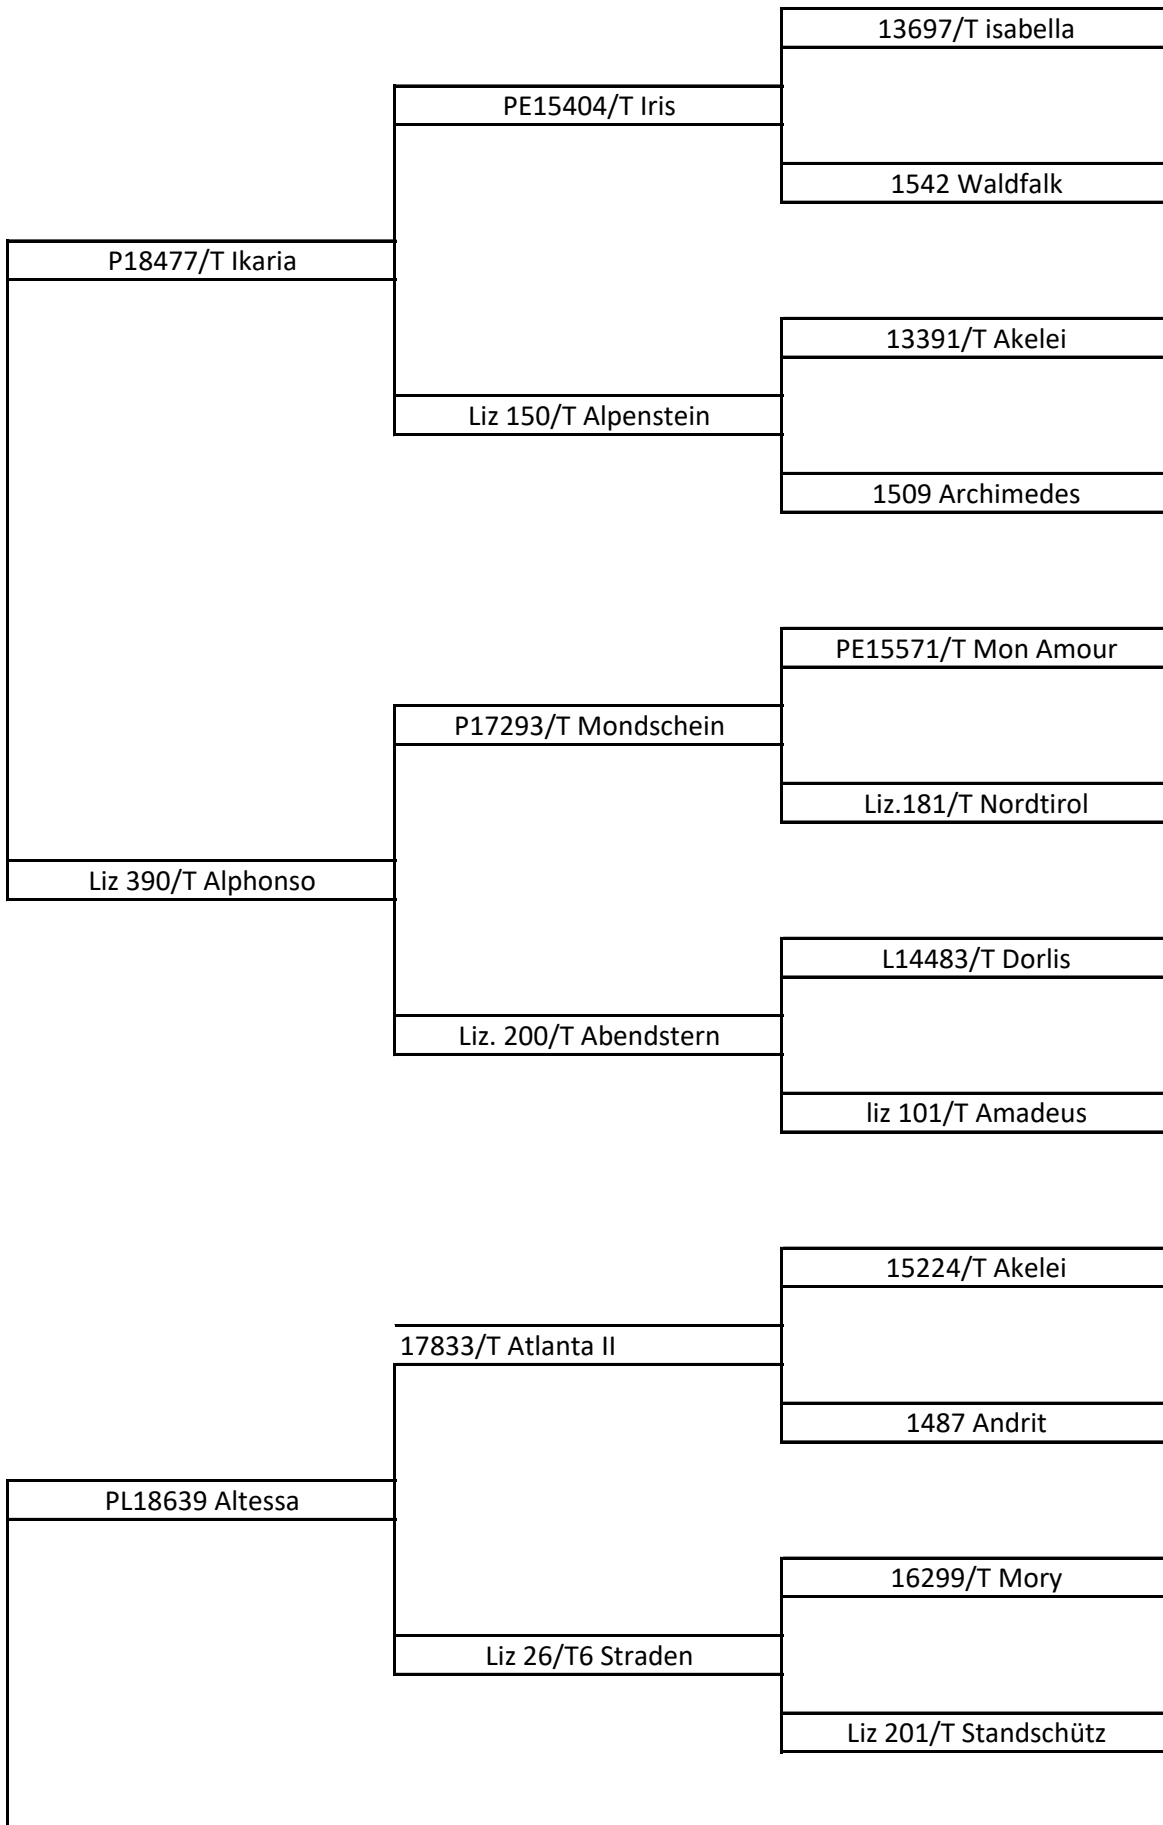 13697/T isabella
PE15404/T Iris
1542 Waldfalk
P18477/T Ikaria
13391/T Akelei
Liz 150/T Alpenstein
1509 Archimedes
PE15571/T Mon Amour
P17293/T Mondschein
Liz.181/T Nordtirol
Liz 390/T Alphonso
L14483/T Dorlis
Liz. 200/T Abendstern
liz 101/T Amadeus
15224/T Akelei
17833/T Atlanta II
1487 Andrit
PL18639 Altessa
16299/T Mory
Liz 26/T6 Straden
Liz 201/T Standschütz